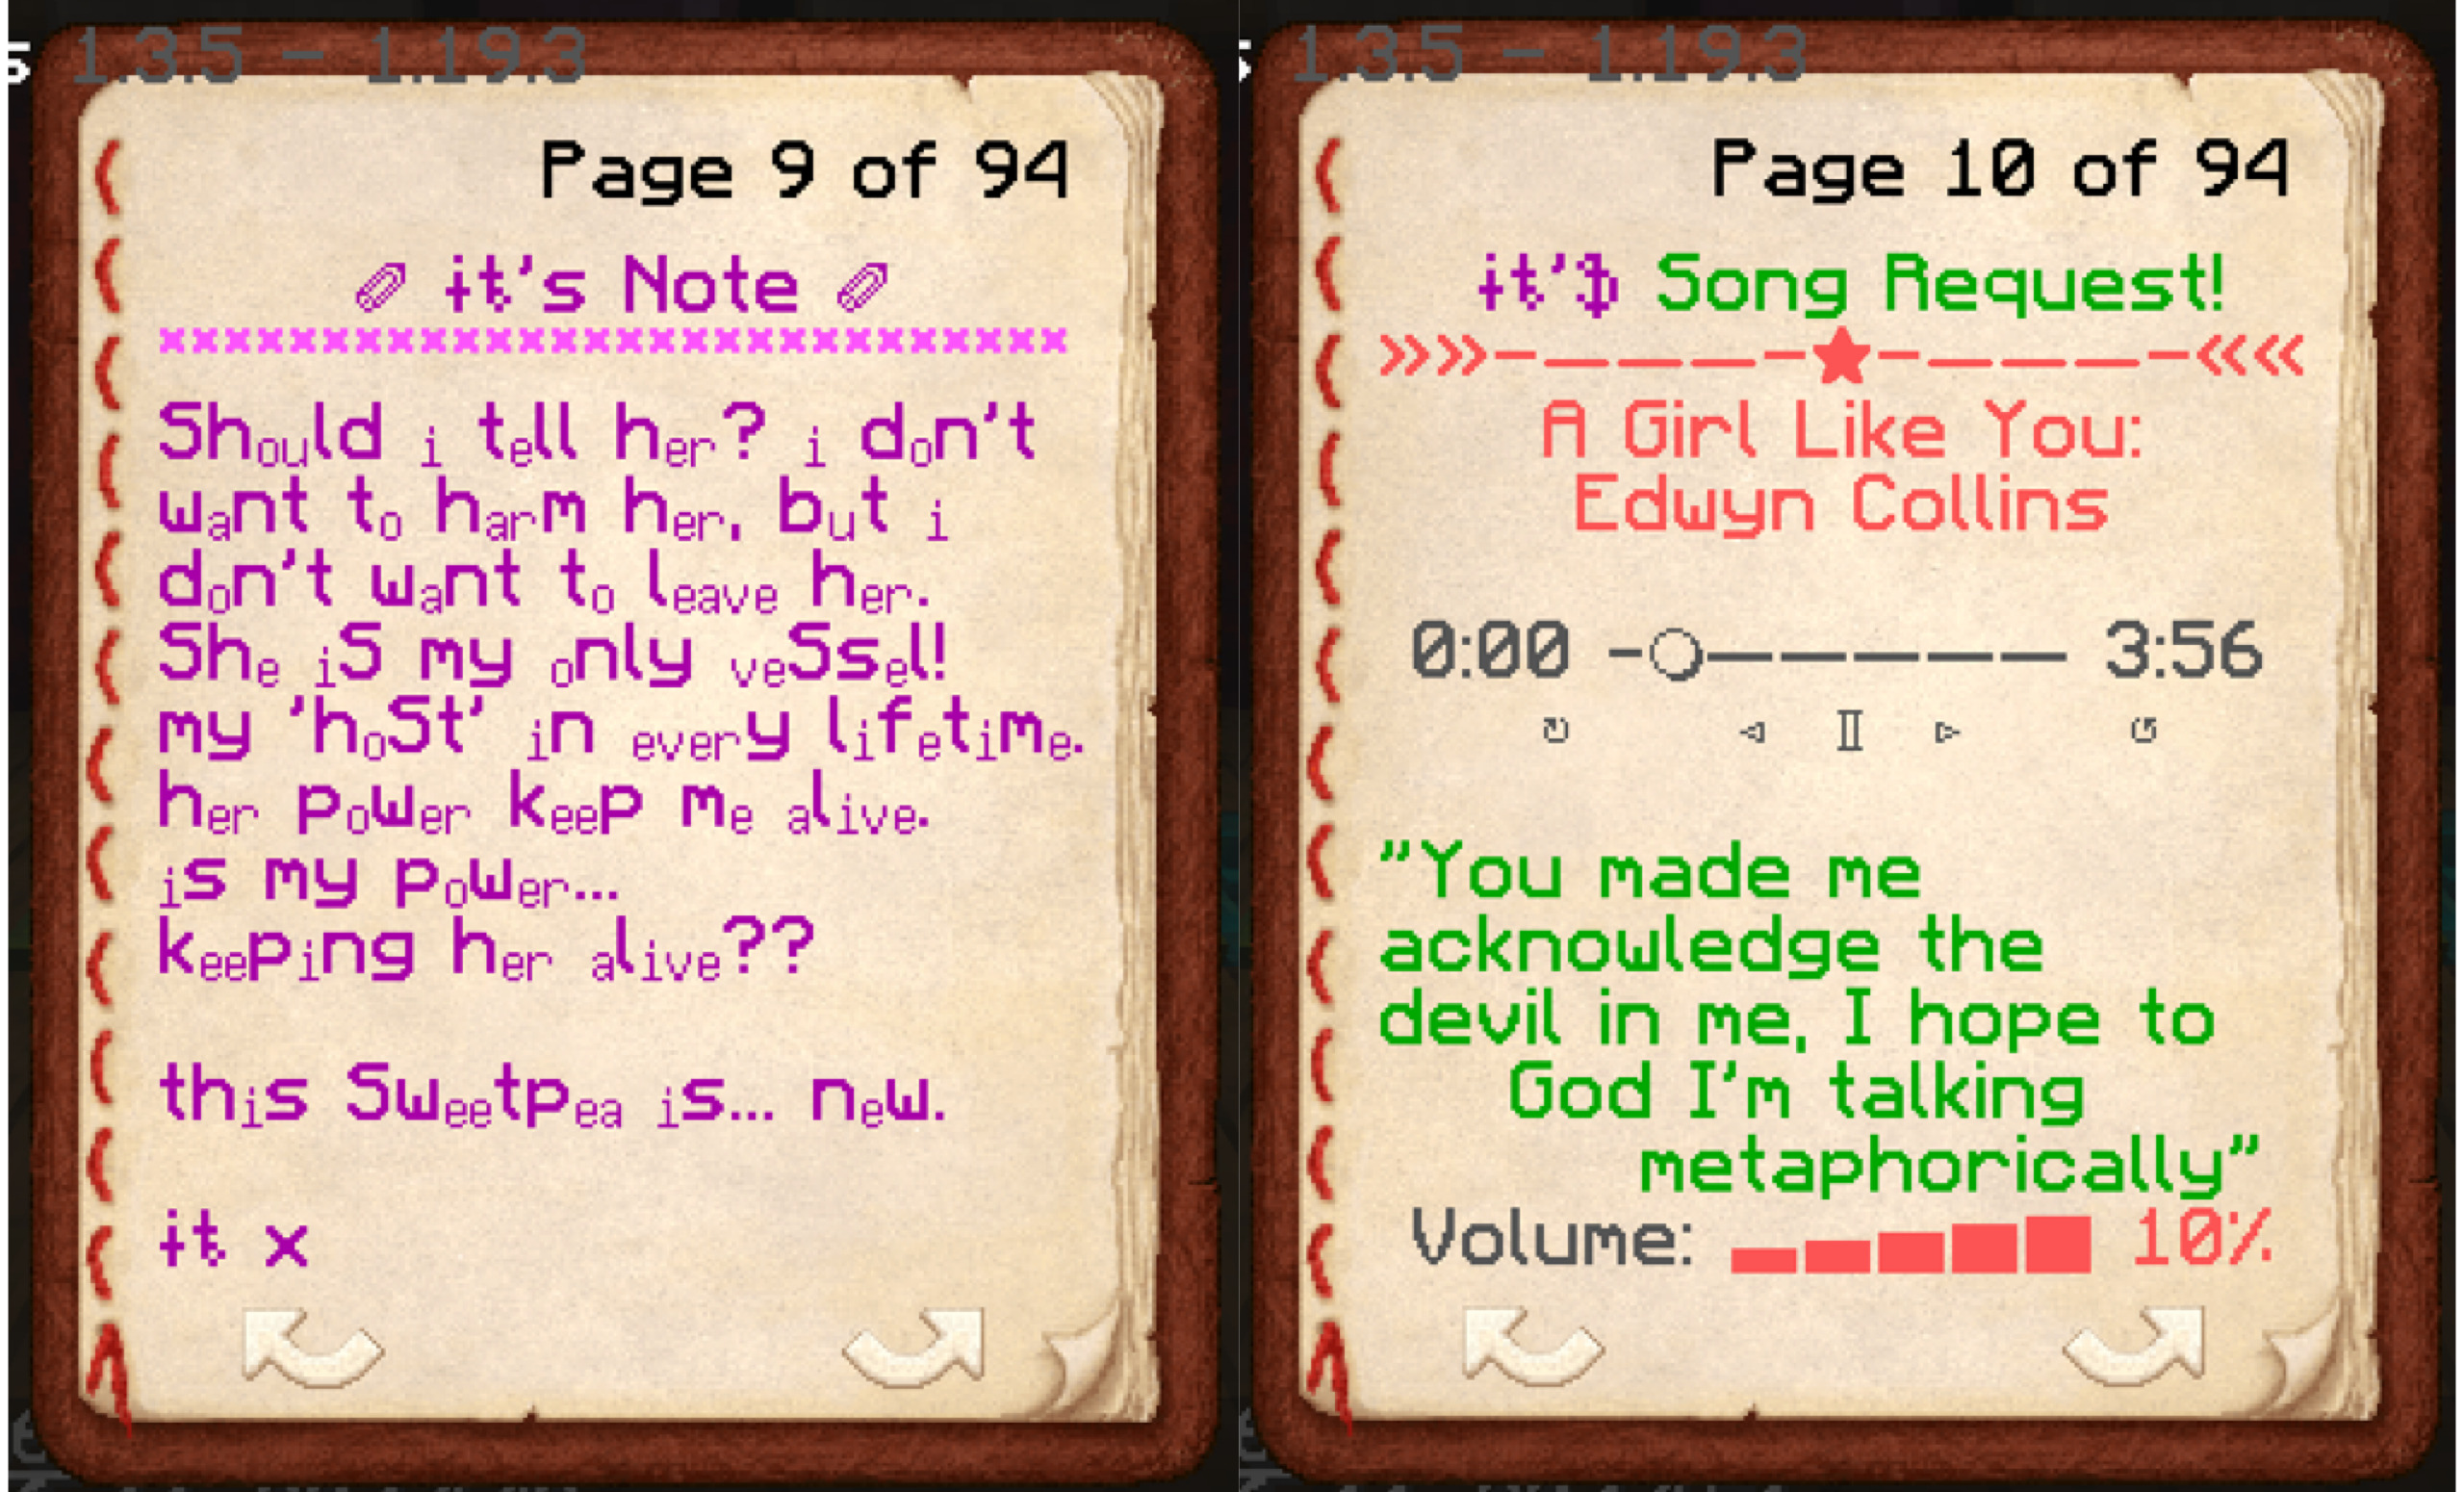 1.3.5 - 1.19.3
Page 9 of 94
it's Note
××××××××××××××××××××××××××××
Should i tell her? i don't
want to harm her, but i
don't want to leave her.
She iS my only veSsel!
my 'hoSt' in every lifetime.
her power keep me alive.
is my power...
keeping her alive??
this Sweetpea is... new.
it x
1.3.5 - 1.19.3
Page 10 of 94
it'$ Song Request!
»»-———-★-———-««
A Girl Like You:
Edwyn Collins
0:00 -○————— 3:56
↻ ◃ Ⅱ ▹ ↺
"You made me
acknowledge the
devil in me, I hope to
God I'm talking
metaphorically"
Volume: 10%